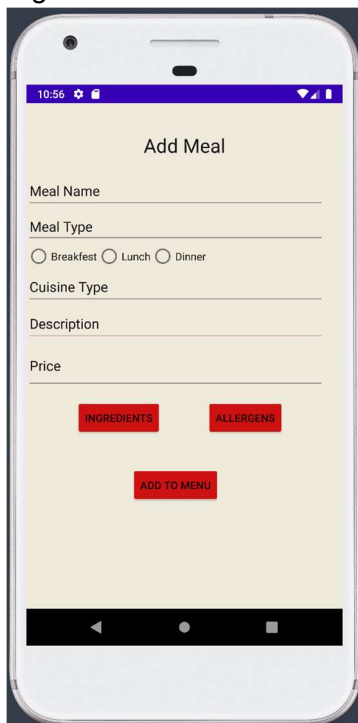 10:56
Add Meal
Meal Name
Meal Type
Breakfest Lunch Dinner
Cuisine Type
Description
Price
INGREDIENTS ALLERGENS
ADD TO MENU